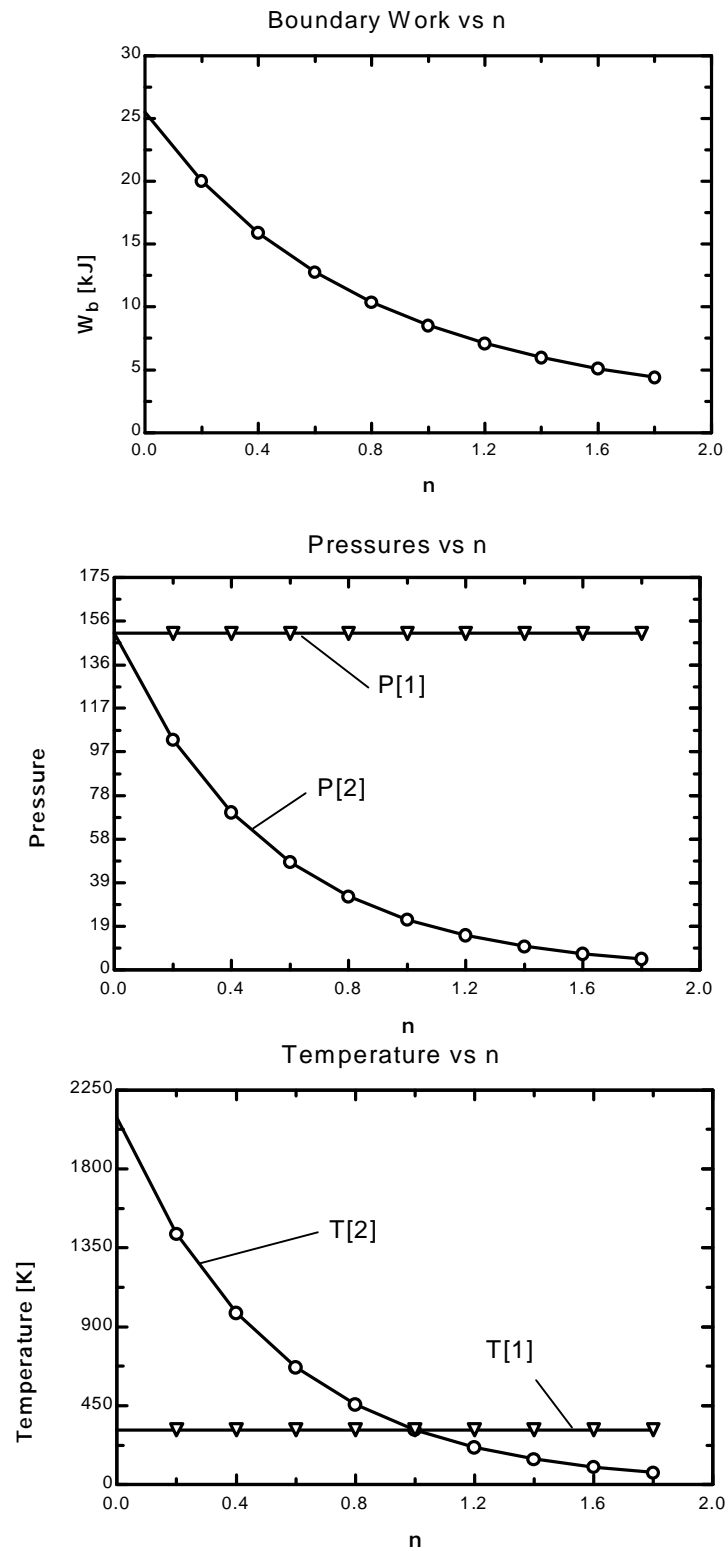 Boundary Work vs n
30
25
20
15
10
5
0
W_b [kJ]
0.0 0.4 0.8 1.2 1.6 2.0
n
Pressures vs n
175
156
136
117
97
78
58
39
19
0
Pressure
P[1]
P[2]
0.0 0.4 0.8 1.2 1.6 2.0
n
Temperature vs n
2250
1800
1350
900
450
0
Temperature [K]
T[2]
T[1]
0.0 0.4 0.8 1.2 1.6 2.0
n